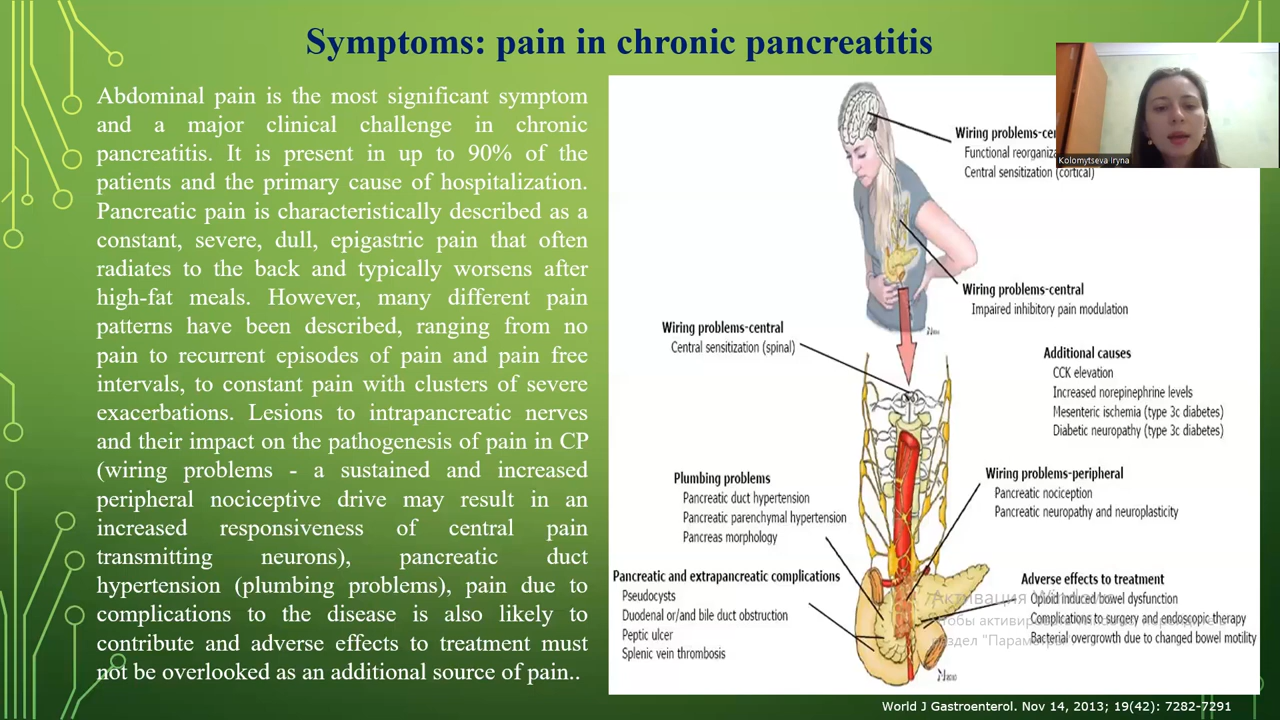 Symptoms: pain in chronic pancreatitis
Abdominal pain is the most significant symptom
and a major clinical challenge in chronic
pancreatitis. It is present in up to 90% of the
patients and the primary cause of hospitalization.
Pancreatic pain is characteristically described as a
constant, severe, dull, epigastric pain that often
radiates to the back and typically worsens after
high-fat meals. However, many different pain
patterns have been described, ranging from no
pain to recurrent episodes of pain and pain free
intervals, to constant pain with clusters of severe
exacerbations. Lesions to intrapancreatic nerves
and their impact on the pathogenesis of pain in CP
(wiring problems - a sustained and increased
peripheral nociceptive drive may result in an
increased responsiveness of central pain
transmitting neurons), pancreatic duct
hypertension (plumbing problems), pain due to
complications to the disease is also likely to
contribute and adverse effects to treatment must
not be overlooked as an additional source of pain..
Wiring problems-
Functional
Central sensitization (cortical)
Kolomytseva Iryna
Wiring problems-central
Impaired inhibitory pain modulation
Wiring problems-central
Central sensitization (spinal)
Additional causes
CCK elevation
Increased norepinephrine levels
Mesenteric ischemia (type 3c diabetes)
Diabetic neuropathy (type 3c diabetes)
Plumbing problems
Pancreatic duct hypertension
Pancreatic parenchymal hypertension
Pancreas morphology
Wiring problems-peripheral
Pancreatic nociception
Pancreatic neuropathy and neuroplasticity
Pancreatic and extrapancreatic complications
Pseudocysts
Duodenal or/and bile duct obstruction
Peptic ulcer
Splenic vein thrombosis
Adverse effects to treatment
Opioid induced bowel dysfunction
Complications to surgery and endoscopic therapy
Bacterial overgrowth due to changed bowel motility
Активация
Чтобы
раздел "Параметры".
World J Gastroenterol. Nov 14, 2013; 19(42): 7282-7291